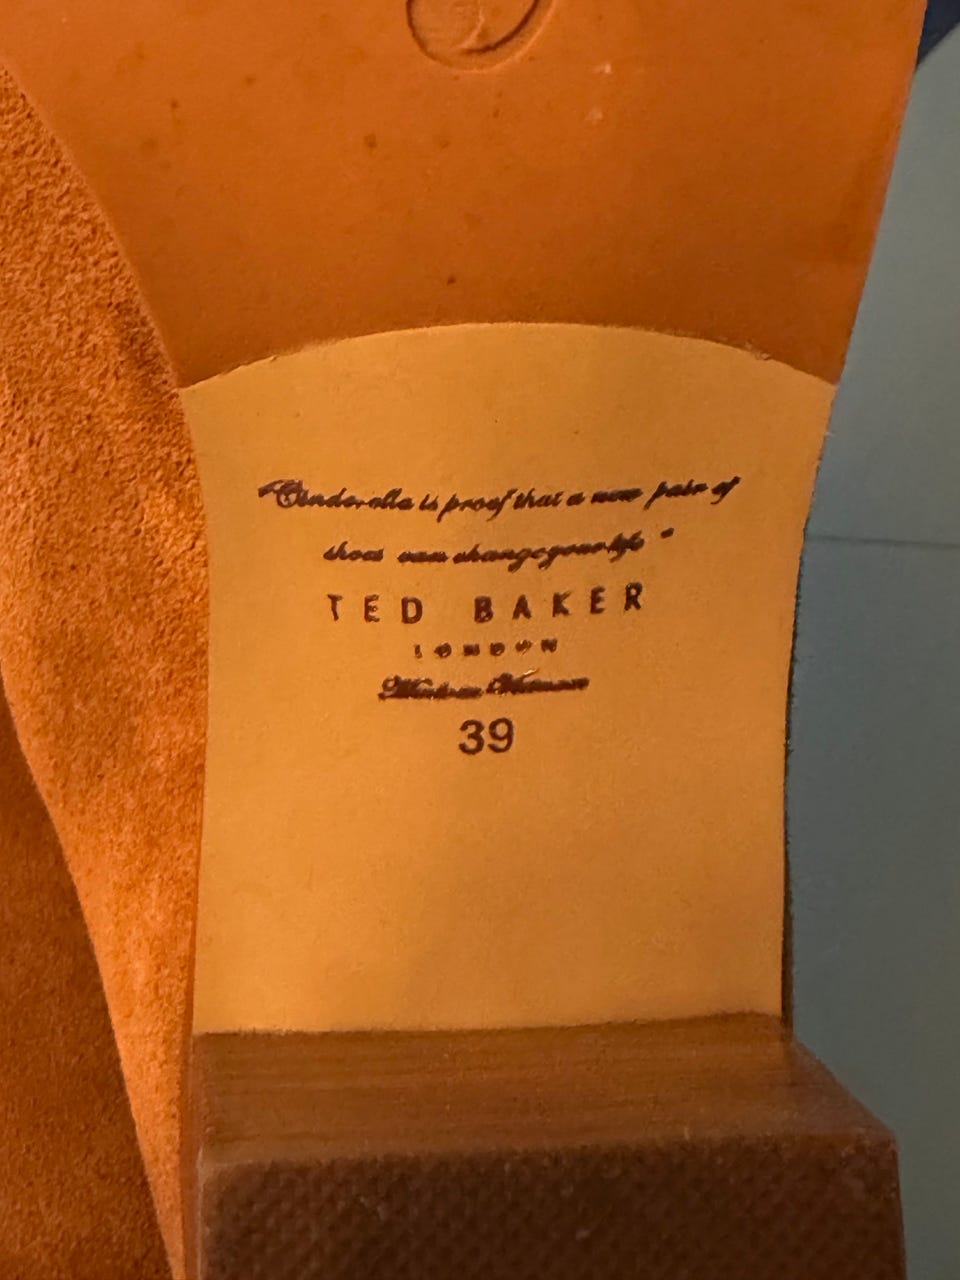 "Cinderella is proof that a new pair of
shoes can change your life"
TED BAKER
LONDON
39